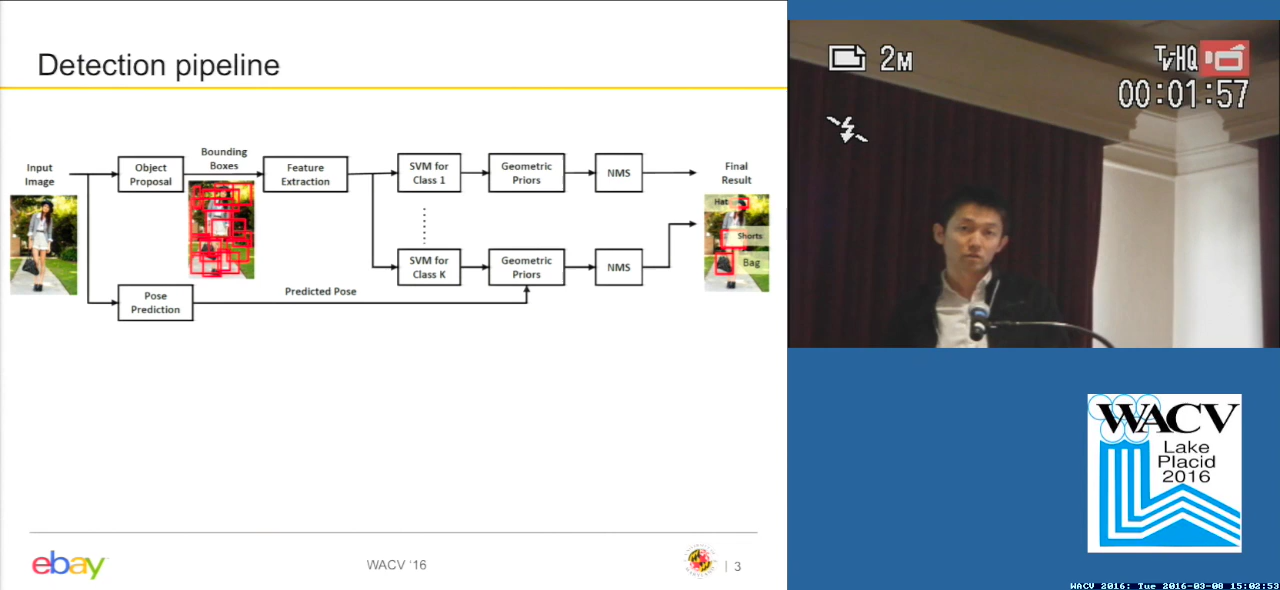 Detection pipeline
Input
Image
Object
Proposal
Bounding
Boxes
Feature
Extraction
SVM for
Class 1
Geometric
Priors
NMS
Final
Result
Hat
Shorts
Bag
SVM for
Class K
Geometric
Priors
NMS
Pose
Prediction
Predicted Pose
ebay
WACV ‘16
| 3
2M
Tv-HQ
00:01:57
WACV
Lake
Placid
2016
WACV 2016: Tue 2016-03-08 15:02:53